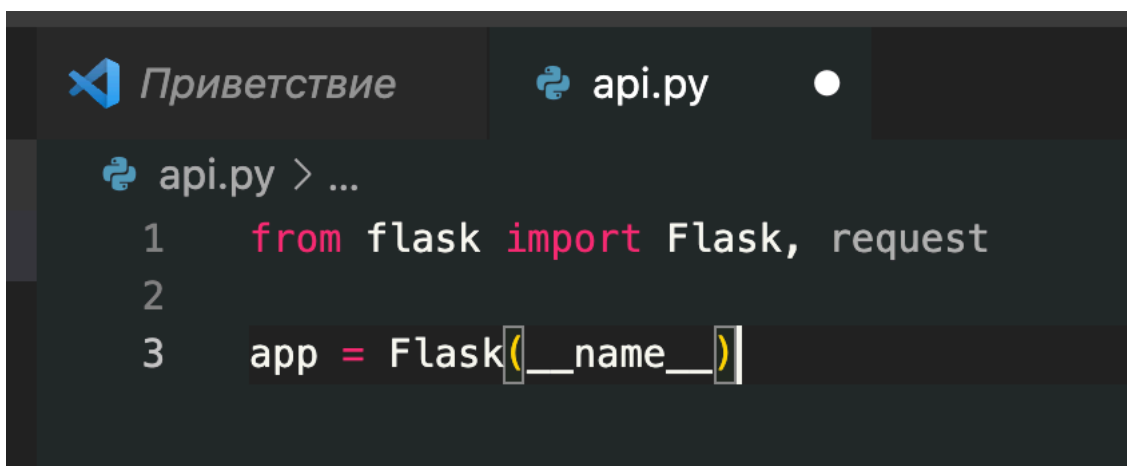 Приветствие api.py
api.py > ...
1 from flask import Flask, request
2
3 app = Flask(__name__)